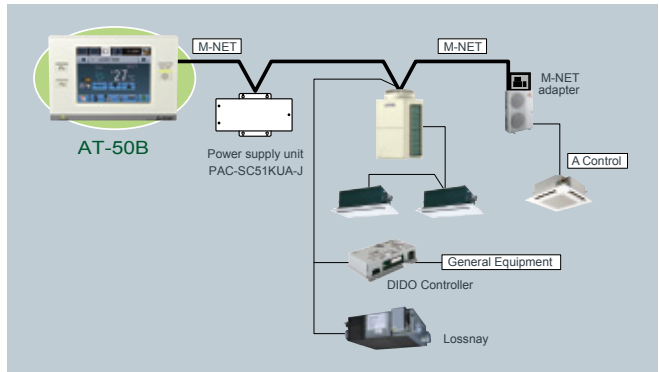 M-NET
M-NET
M-NET
adapter
AT-50B
Power supply unit
PAC-SC51KUA-J
A Control
General Equipment
DIDO Controller
Lossnay